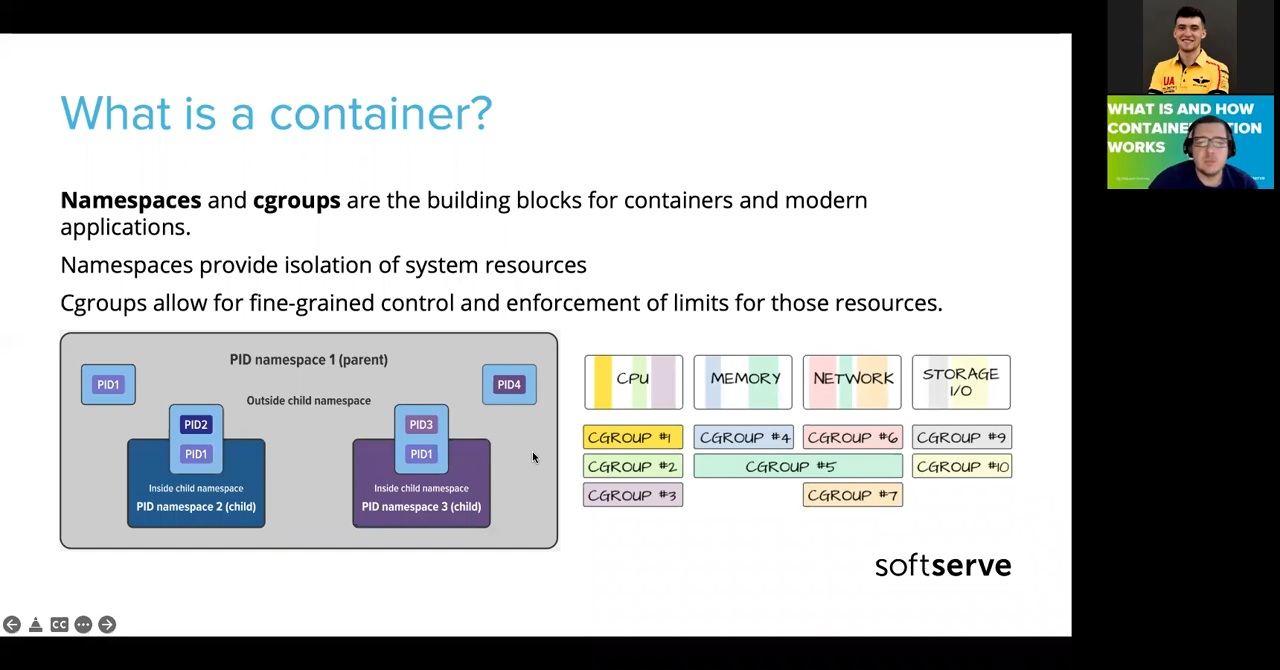 What is a container?
Namespaces and cgroups are the building blocks for containers and modern
applications.
Namespaces provide isolation of system resources
Cgroups allow for fine-grained control and enforcement of limits for those resources.
PID namespace 1 (parent)
PID1
PID4
Outside child namespace
PID2
PID1
Inside child namespace
PID namespace 2 (child)
PID3
PID1
Inside child namespace
PID namespace 3 (child)
CPU
MEMORY
NETWORK
STORAGE
I/O
CGROUP #1
CGROUP #4
CGROUP #6
CGROUP #9
CGROUP #2
CGROUP #5
CGROUP #10
CGROUP #3
CGROUP #7
softserve
CC
UA
WHAT IS AND HOW
WORKS